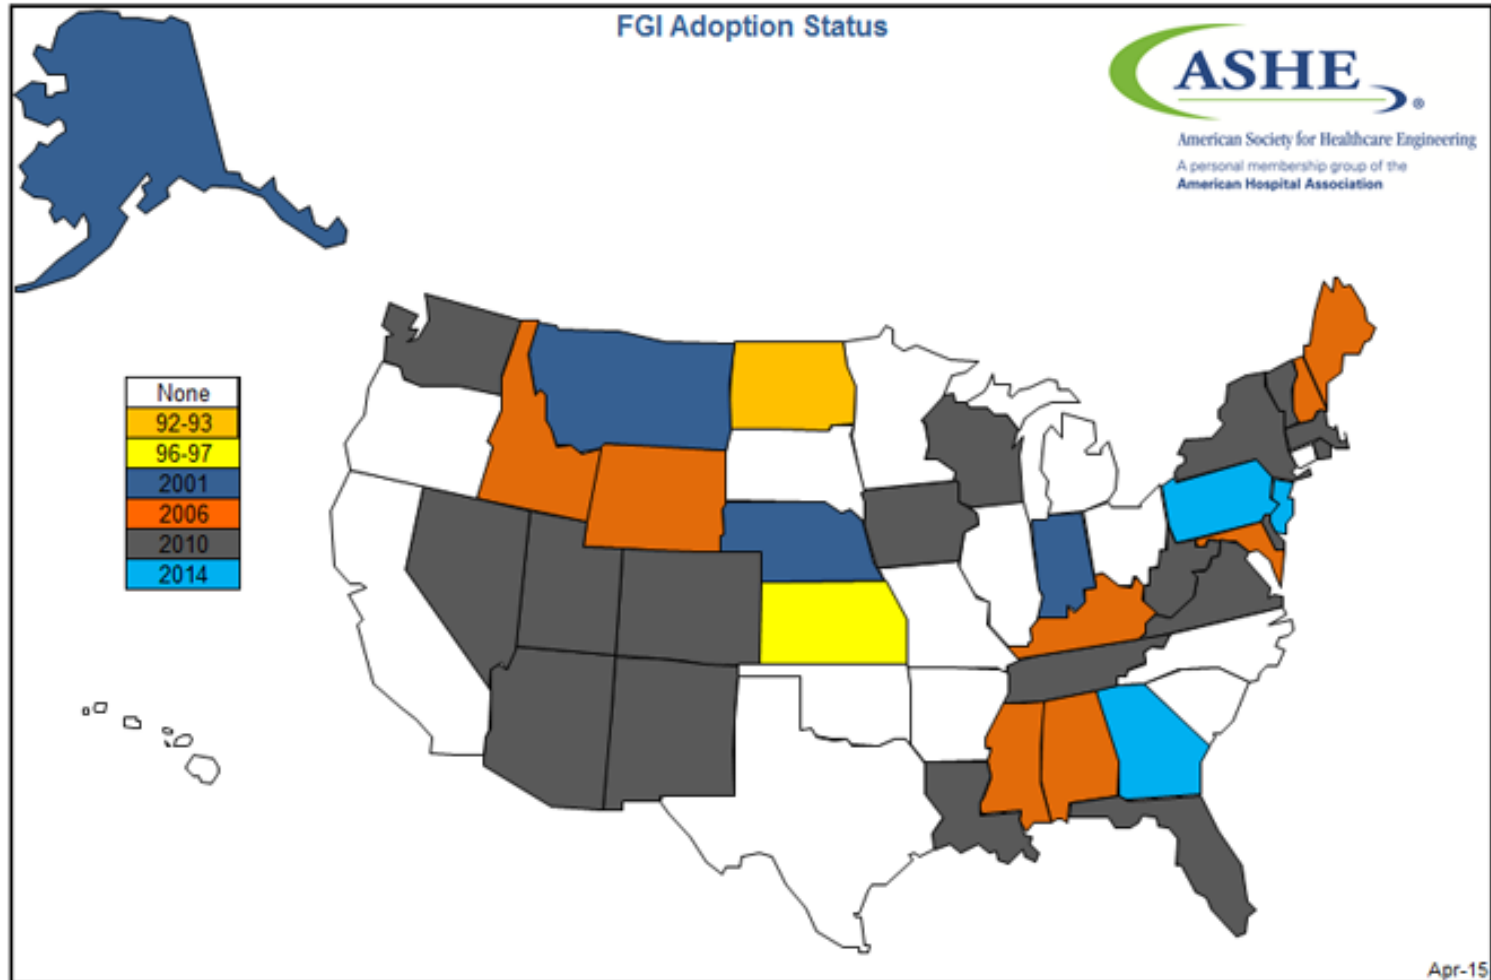 FGI Adoption Status
ASHE®
American Society for Healthcare Engineering
A personal membership group of the
American Hospital Association
None
92-93
96-97
2001
2006
2010
2014
Apr-15